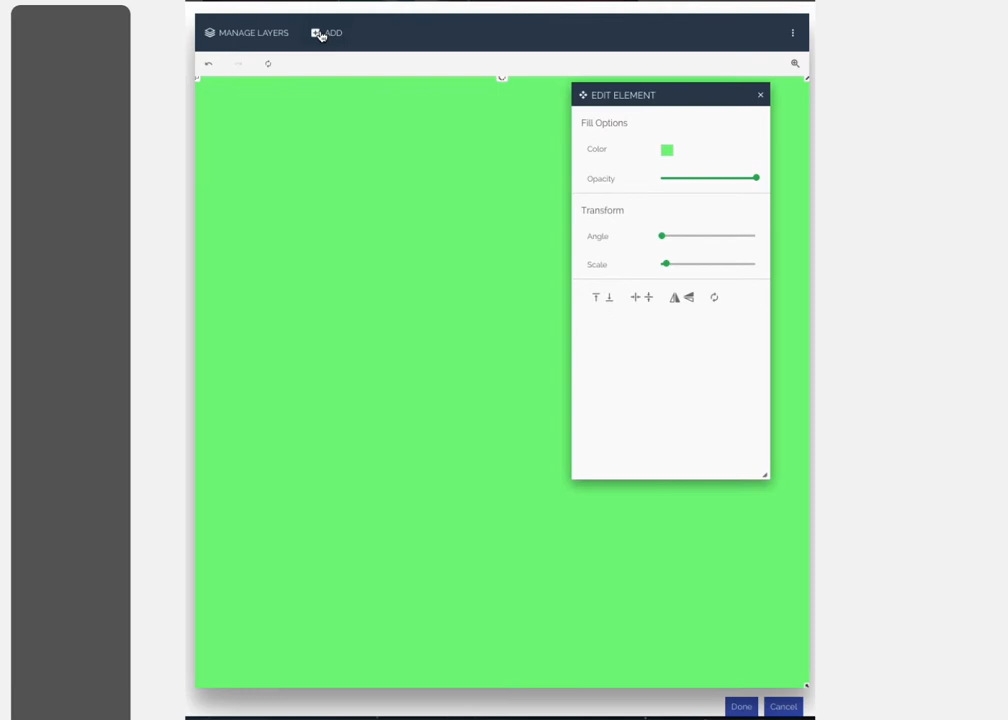 MANAGE LAYERS ADD
EDIT ELEMENT
Fill Options
Color
Opacity
Transform
Angle
Scale
Done Cancel